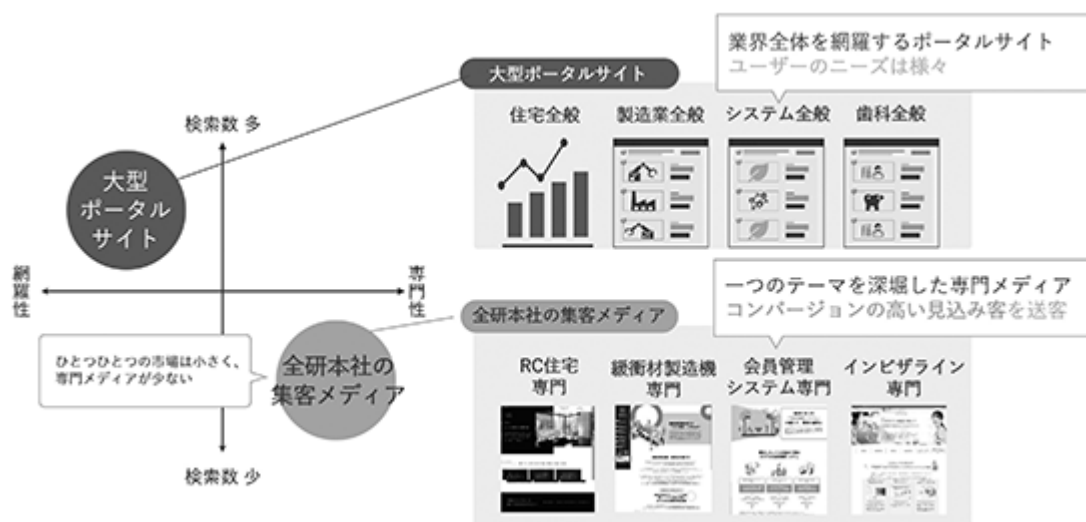 業界全体を網羅するポータルサイト
ユーザーのニーズは様々
大型ポータルサイト
住宅全般
製造業全般
システム全般
歯科全般
検索数 多
大型
ポータル
サイト
網羅性
専門性
一つのテーマを深堀した専門メディア
コンバージョンの高い見込み客を送客
全研本社の集客メディア
ひとつひとつの市場は小さく、
専門メディアが少ない
全研本社の
集客メディア
RC住宅
専門
緩衝材製造機
専門
会員管理
システム専門
インビザライン
専門
検索数 少